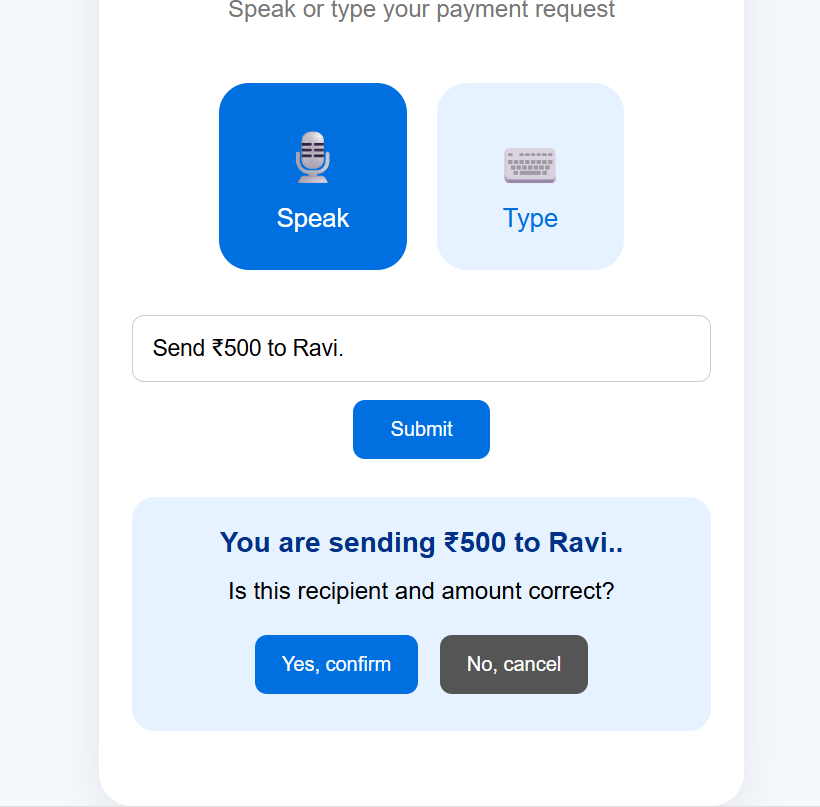 Speak or type your payment request
Speak
Type
Send ₹500 to Ravi.
Submit
You are sending ₹500 to Ravi..
Is this recipient and amount correct?
Yes, confirm
No, cancel